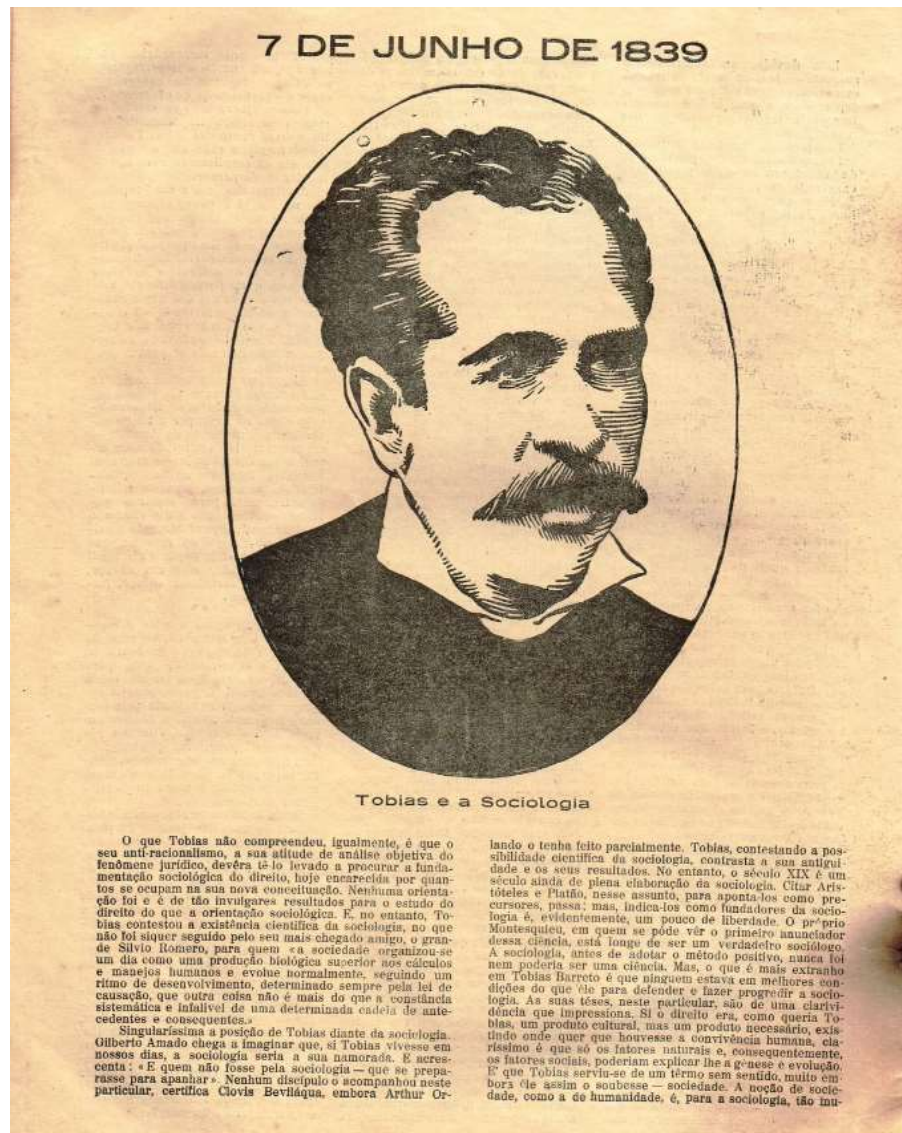 7 DE JUNHO DE 1839
Tobias e a Sociologia
O que Tobias não compreendeu, igualmente, é que o
seu anti-racionalismo, a sua atitude de análise objetiva do
fenômene jurídico, devêra tê-lo levado a procurar a funda-
mentação sociológica do direito, hoje encarecida por quan-
tos se ocupam na sua nova conceituação. Nenhuma orienta-
ção foi e é de tão invulgares resultados para o estudo do
direito do que a orientação sociológica. E, no entanto, To-
bias contestou a existência científica da sociologia, no que
não foi siquer seguido pelo seu mais chegado amigo, o gran-
de Silvio Romero, para quem «a sociedade organizou-se
um dia como uma produção biológica superior aos cálculos
e manejos humanos e evolue normalmente, seguindo um
ritmo de desenvolvimento, determinado sempre pela lei de
causação, que outra coisa não é mais do que a constância
sistemática e infalivel de uma determinada cadeia de ante-
cedentes e consequentes.»
Singularíssima a posição de Tobias diante da sociologia.
Gilberto Amado chega a imaginar que, si Tobias vivesse em
nossos dias, a sociologia seria a sua namorada. E acres-
centa: «E quem não fosse pela sociologia — que se prepa-
rasse para apanhar». Nenhum discípulo o acompanhou neste
particular, certifica Clovis Beviláqua, embora Arthur Or-
lando o tenha feito parcialmente. Tobias, contestando a pos-
sibilidade científica da sociologia, contrasta a sua antigui-
dade e os seus resultados. No entanto, o século XIX é um
século ainda de plena elaboração da sociologia. Citar Aris-
tóteles e Platão, nesse assunto, para aponta-los como pre-
cursores, passa; mas, indica-los como fundadores da socio-
logia é, evidentemente, um pouco de liberdade. O próprio
Montesquieu, em quem se póde vêr o primeiro anunciador
dessa ciência, está longe de ser um verdadeiro sociólogo.
A sociologia, antes de adotar o método positivo, nunca foi
nem poderia ser uma ciência. Mas, o que é mais extranho
em Tobias Barreto é que ninguem estava em melhores con-
dições do que êle para defender e fazer progredir a socio-
logia. As suas téses, neste particular, são de uma clarivi-
dência que impressiona. Si o direito era, como queria To-
bias, um produto cultural, mas um produto necessário, exis-
tindo onde quer que houvesse a convivência humana, cla-
ríssimo é que só os fatores naturais e, consequentemente,
os fatores sociais, poderiam explicar lhe a gênese e evolução.
E' que Tobias serviu-se de um têrmo sem sentido, muito em-
bora êle assim o soubesse — sociedade. A noção de socie-
dade, como a de humanidade, é, para a sociologia, tão inu-